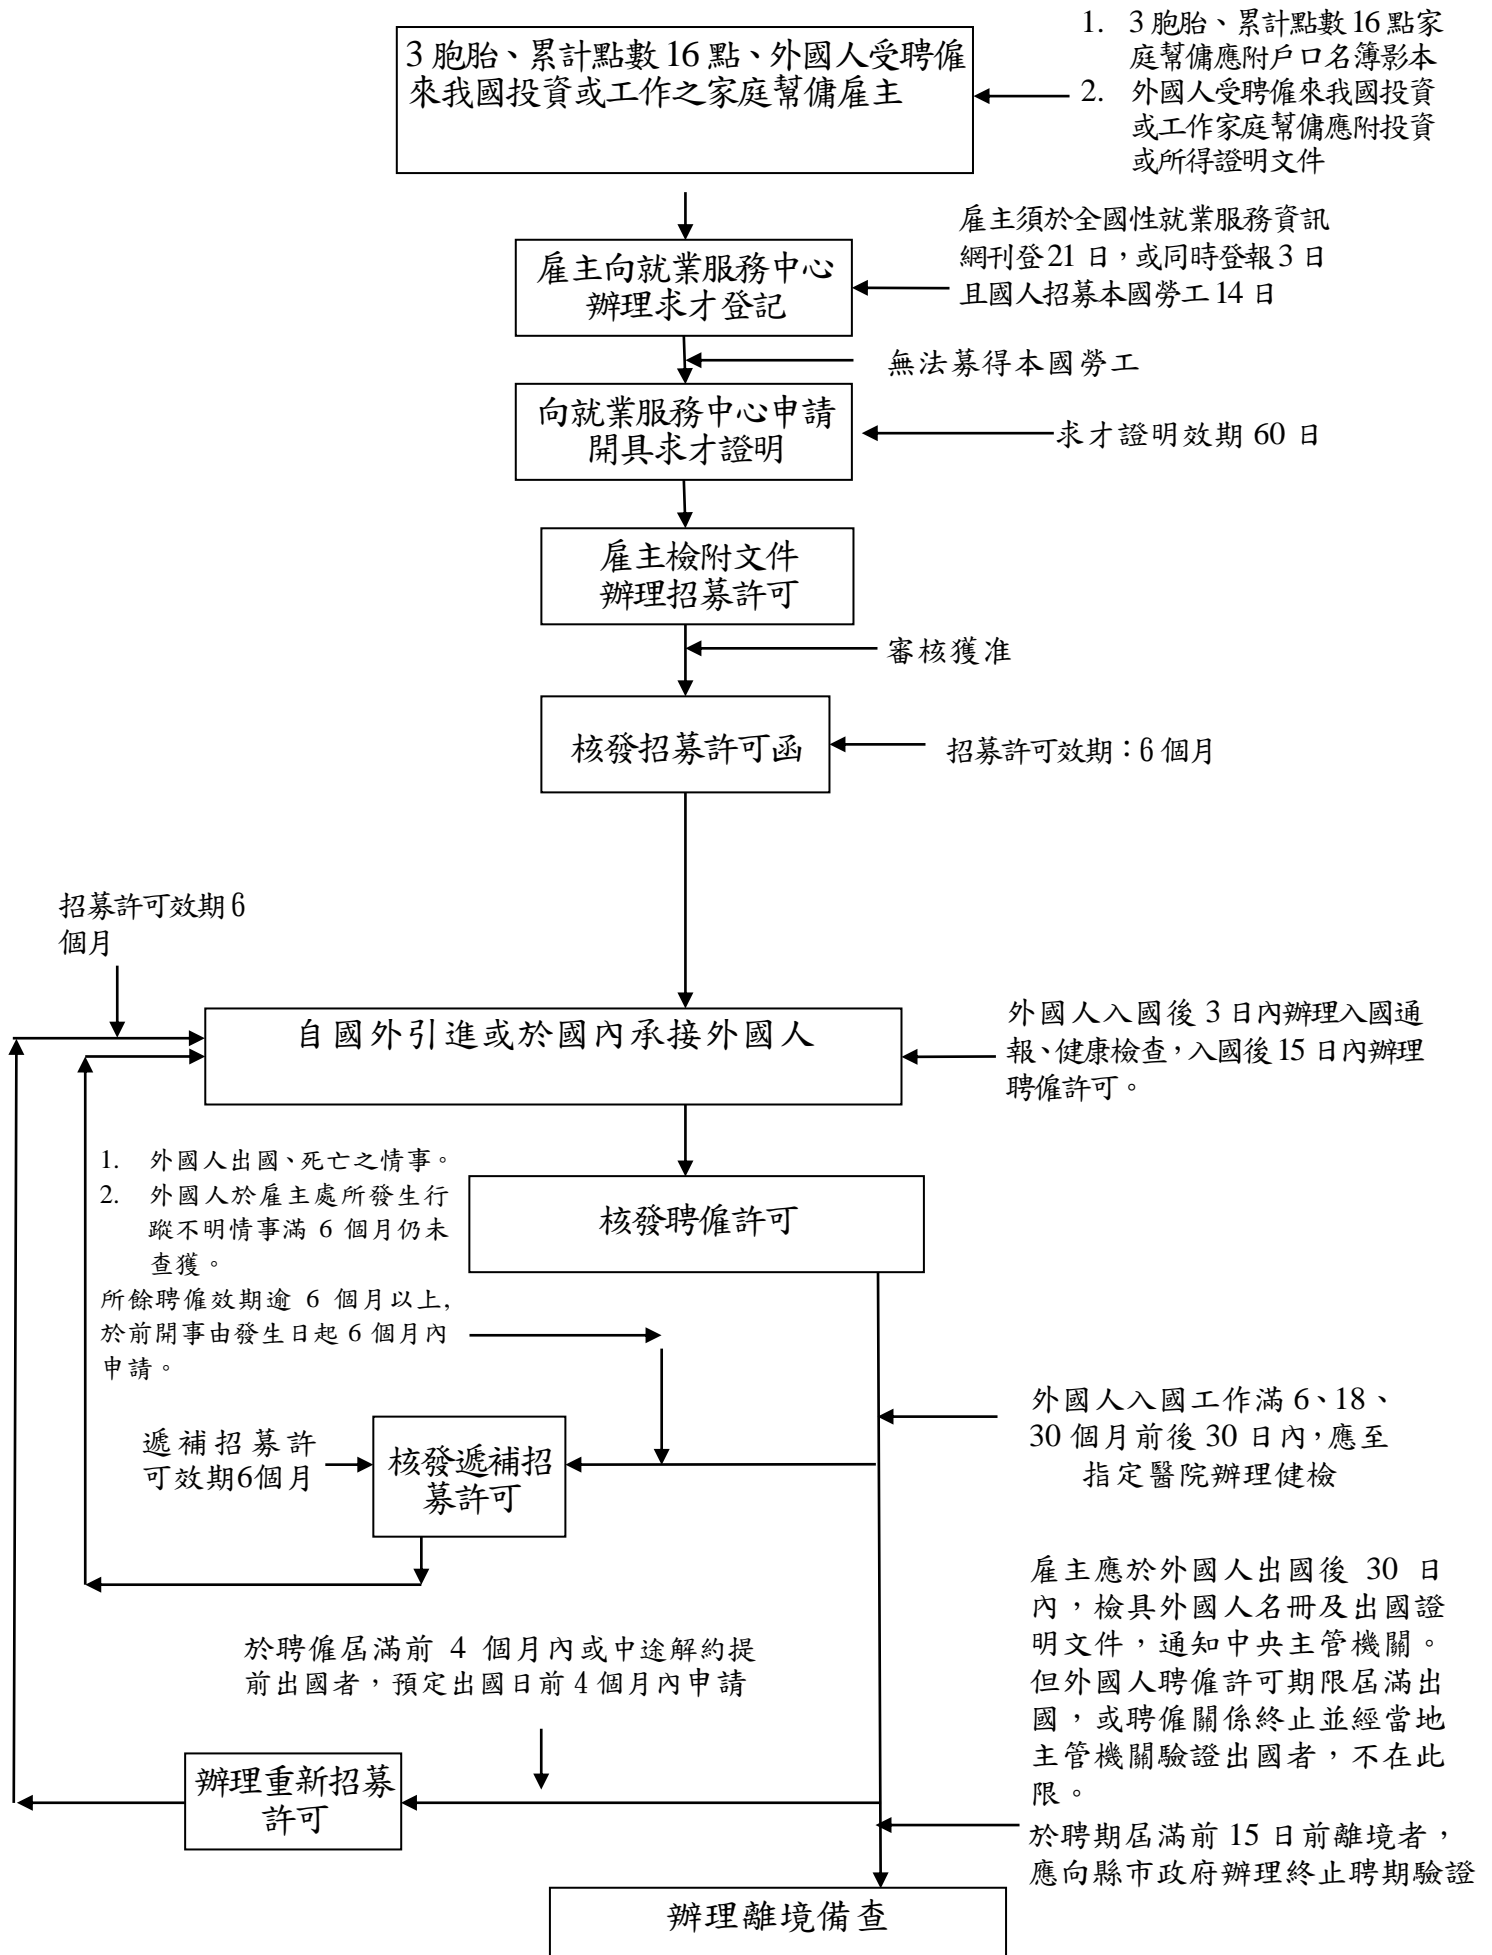 3 胞胎、累計點數 16 點、外國人受聘僱
來我國投資或工作之家庭幫傭雇主
1. 3 胞胎、累計點數 16 點家
庭幫傭應附戶口名簿影本
2. 外國人受聘僱來我國投資
或工作家庭幫傭應附投資
或所得證明文件
雇主向就業服務中心
辦理求才登記
雇主須於全國性就業服務資訊
網刊登 21 日，或同時登報 3 日
且國人招募本國勞工 14 日
無法募得本國勞工
向就業服務中心申請
開具求才證明
求才證明效期 60 日
雇主檢附文件
辦理招募許可
審核獲准
核發招募許可函
招募許可效期：6 個月
招募許可效期 6
個月
自國外引進或於國內承接外國人
外國人入國後 3 日內辦理入國通
報、健康檢查，入國後 15 日內辦理
聘僱許可。
1. 外國人出國、死亡之情事。
2. 外國人於雇主處所發生行
蹤不明情事滿 6 個月仍未
查獲。
所餘聘僱效期逾 6 個月以上,
於前開事由發生日起 6 個月內
申請。
核發聘僱許可
外國人入國工作滿 6、18、
30 個月前後 30 日內，應至
指定醫院辦理健檢
遞補招募許
可效期6個月
核發遞補招
募許可
雇主應於外國人出國後 30 日
內，檢具外國人名冊及出國證
明文件，通知中央主管機關。
但外國人聘僱許可期限屆滿出
國，或聘僱關係終止並經當地
主管機關驗證出國者，不在此
限。
於聘僱屆滿前 4 個月內或中途解約提
前出國者，預定出國日前 4 個月內申請
辦理重新招募
許可
於聘期屆滿前 15 日前離境者，
應向縣市政府辦理終止聘期驗證
辦理離境備查